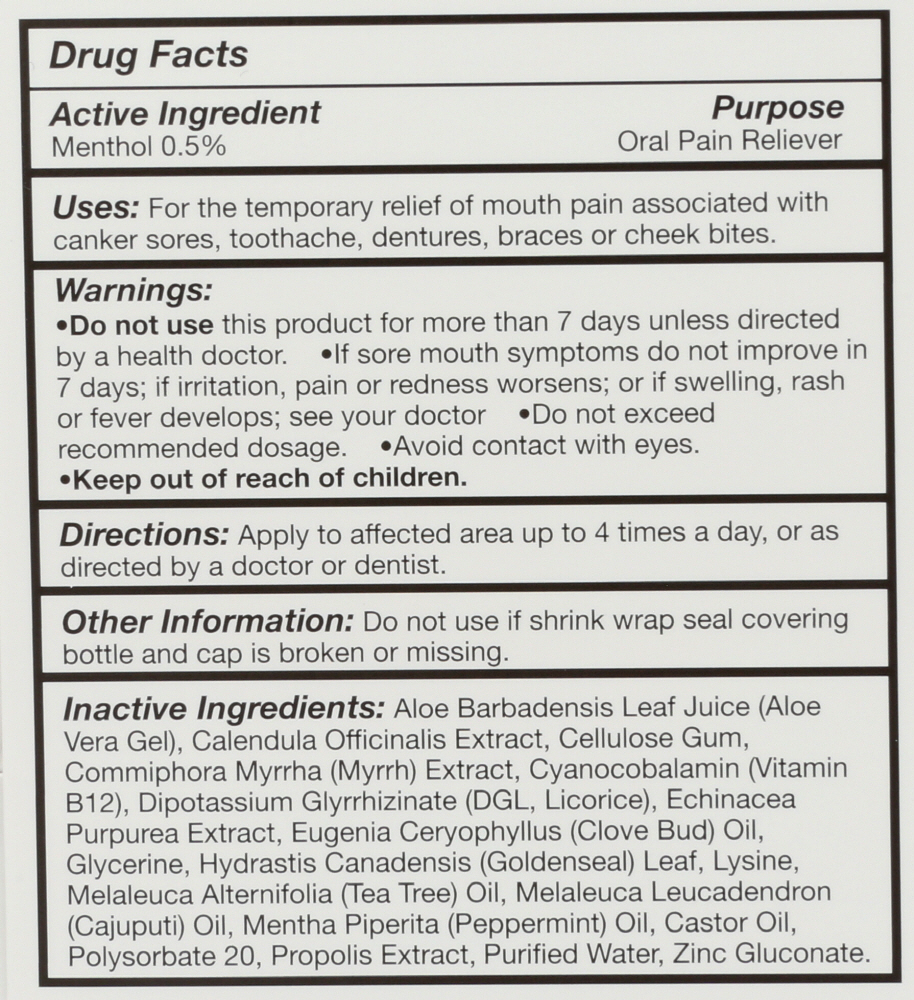 Drug Facts
Active Ingredient Purpose
Menthol 0.5% Oral Pain Reliever
Uses: For the temporary relief of mouth pain associated with
canker sores, toothache, dentures, braces or cheek bites.
Warnings:
•Do not use this product for more than 7 days unless directed
by a health doctor. •If sore mouth symptoms do not improve in
7 days; if irritation, pain or redness worsens; or if swelling, rash
or fever develops; see your doctor •Do not exceed
recommended dosage. •Avoid contact with eyes.
•Keep out of reach of children.
Directions: Apply to affected area up to 4 times a day, or as
directed by a doctor or dentist.
Other Information: Do not use if shrink wrap seal covering
bottle and cap is broken or missing.
Inactive Ingredients: Aloe Barbadensis Leaf Juice (Aloe
Vera Gel), Calendula Officinalis Extract, Cellulose Gum,
Commiphora Myrrha (Myrrh) Extract, Cyanocobalamin (Vitamin
B12), Dipotassium Glyrrhizinate (DGL, Licorice), Echinacea
Purpurea Extract, Eugenia Ceryophyllus (Clove Bud) Oil,
Glycerine, Hydrastis Canadensis (Goldenseal) Leaf, Lysine,
Melaleuca Alternifolia (Tea Tree) Oil, Melaleuca Leucadendron
(Cajuputi) Oil, Mentha Piperita (Peppermint) Oil, Castor Oil,
Polysorbate 20, Propolis Extract, Purified Water, Zinc Gluconate.